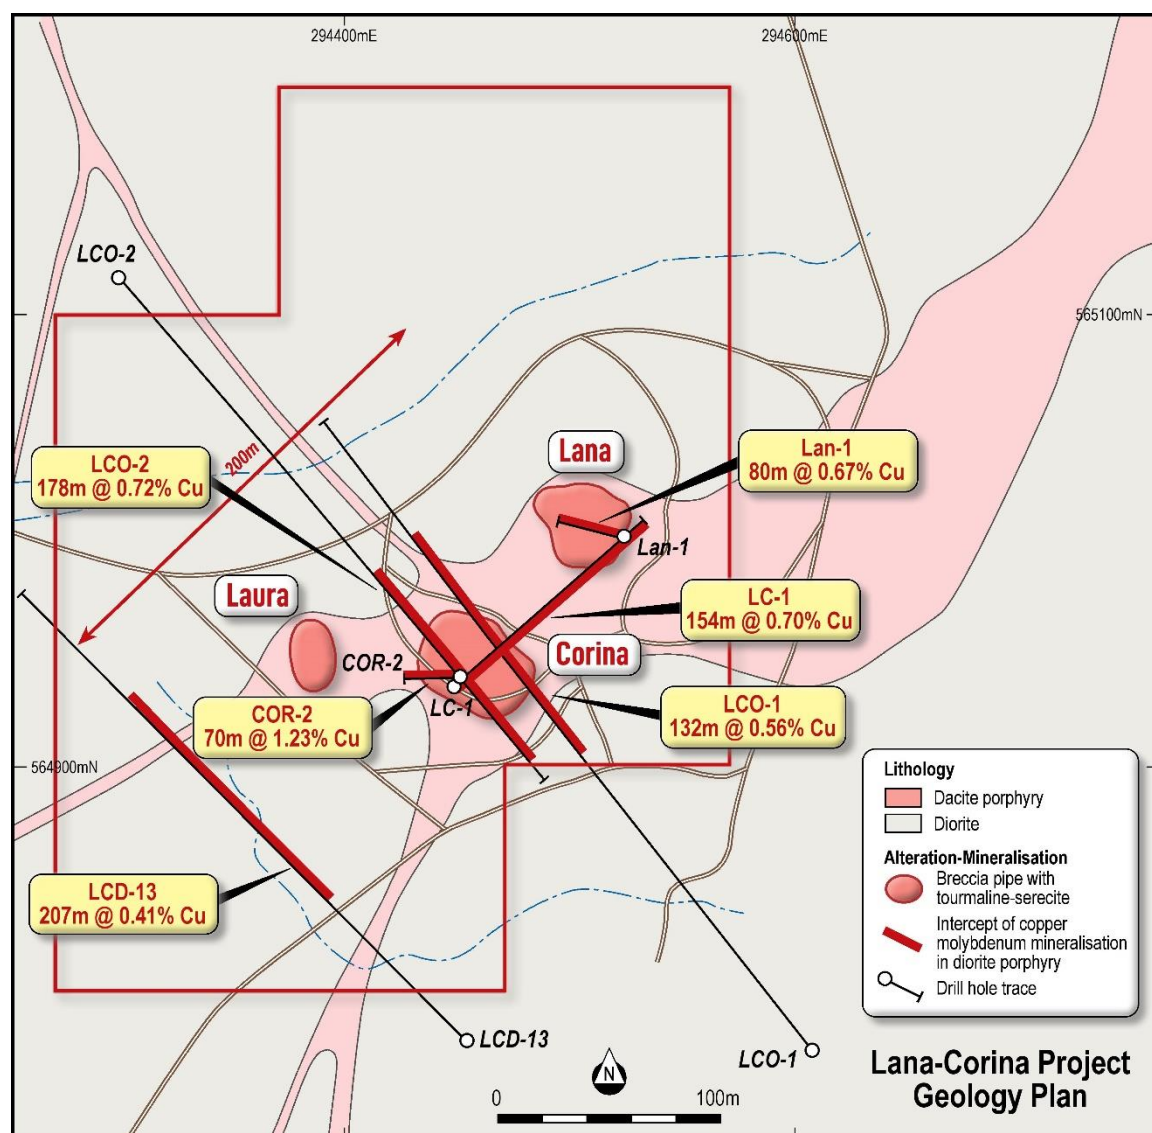 294400mE
294600mE
LCO-2
565100mN
200m
LCO-2
178m @ 0.72% Cu
Lana
Lan-1
80m @ 0.67% Cu
Lan-1
Laura
COR-2
LC-1
154m @ 0.70% Cu
Corina
LC-1
COR-2
70m @ 1.23% Cu
LCO-1
132m @ 0.56% Cu
564900mN
LCD-13
207m @ 0.41% Cu
Lithology
Dacite porphyry
Diorite
Alteration-Mineralisation
Breccia pipe with
tourmaline-serecite
Intercept of copper
molybdenum mineralisation
in diorite porphyry
Drill hole trace
LCD-13
LCO-1
N
0
100m
Lana-Corina Project
Geology Plan